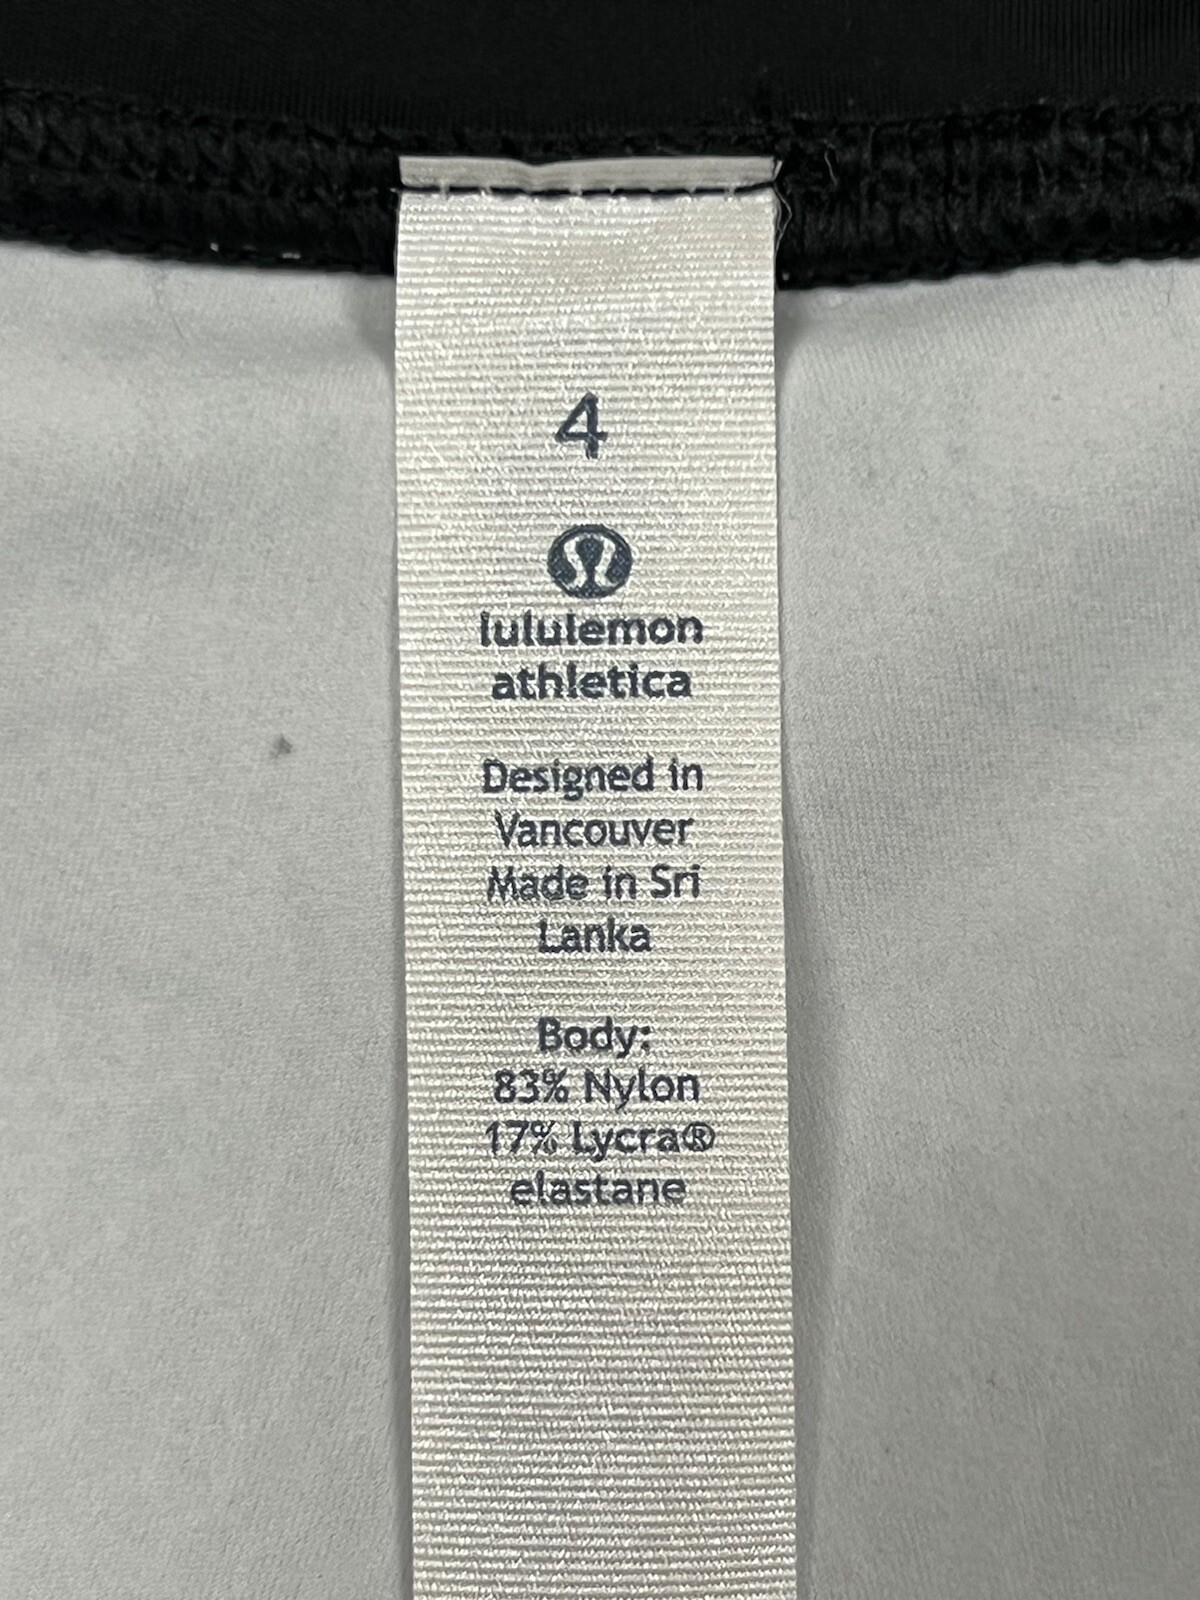 4
lululemon
athletica
Designed in
Vancouver
Made in Sri
Lanka
Body:
83% Nylon
17% Lycra®
elastane